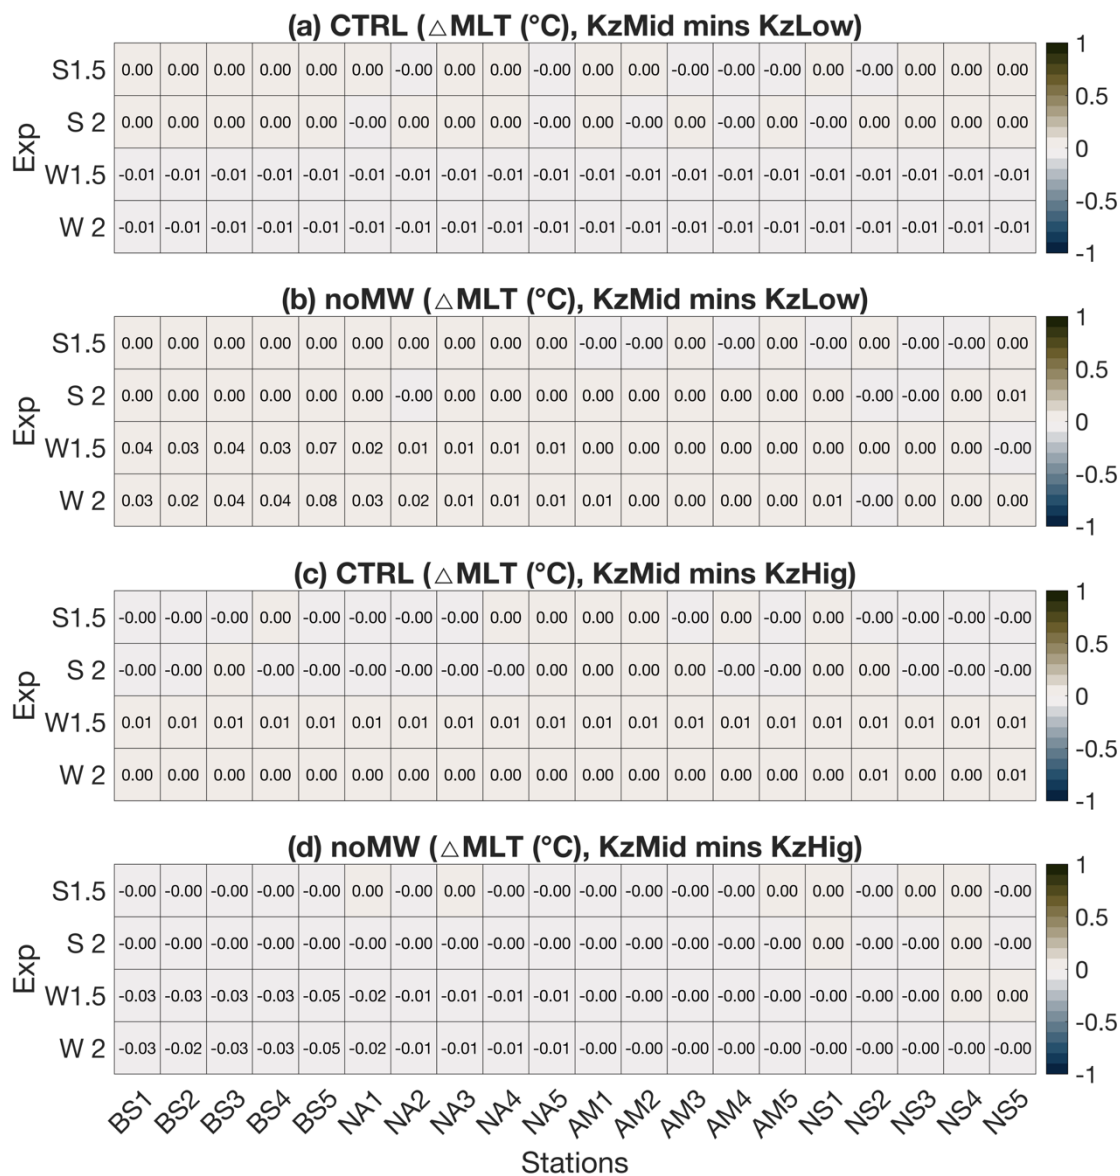 (a) CTRL (△MLT (°C), KzMid mins KzLow)
S1.5 0.00 0.00 0.00 0.00 0.00 0.00 -0.00 0.00 0.00 -0.00 0.00 0.00 -0.00 -0.00 -0.00 0.00 -0.00 0.00 0.00 0.00
S 2 0.00 0.00 0.00 0.00 0.00 -0.00 0.00 0.00 0.00 -0.00 0.00 -0.00 0.00 -0.00 0.00 -0.00 0.00 0.00 0.00 0.00
W1.5 -0.01 -0.01 -0.01 -0.01 -0.01 -0.01 -0.01 -0.01 -0.01 -0.01 -0.01 -0.01 -0.01 -0.01 -0.01 -0.01 -0.01 -0.01 -0.01 -0.01
W 2 -0.01 -0.01 -0.01 -0.01 -0.01 -0.01 -0.01 -0.01 -0.01 -0.01 -0.01 -0.01 -0.01 -0.01 -0.01 -0.01 -0.01 -0.01 -0.01 -0.01
Exp
1
0.5
0
-0.5
-1
(b) noMW (△MLT (°C), KzMid mins KzLow)
S1.5 0.00 0.00 0.00 0.00 0.00 0.00 0.00 0.00 0.00 0.00 -0.00 -0.00 0.00 -0.00 0.00 -0.00 0.00 -0.00 -0.00 0.00
S 2 0.00 0.00 0.00 0.00 0.00 0.00 -0.00 0.00 0.00 0.00 0.00 0.00 0.00 0.00 0.00 0.00 -0.00 -0.00 0.00 0.01
W1.5 0.04 0.03 0.04 0.03 0.07 0.02 0.01 0.01 0.01 0.01 0.00 0.00 0.00 0.00 0.00 0.00 0.00 0.00 0.00 -0.00
W 2 0.03 0.02 0.04 0.04 0.08 0.03 0.02 0.01 0.01 0.01 0.01 0.00 0.00 0.00 0.00 0.01 -0.00 0.00 0.00 0.00
Exp
1
0.5
0
-0.5
-1
(c) CTRL (△MLT (°C), KzMid mins KzHig)
S1.5 -0.00 -0.00 -0.00 0.00 -0.00 -0.00 -0.00 -0.00 0.00 0.00 0.00 0.00 -0.00 0.00 -0.00 0.00 -0.00 -0.00 -0.00 -0.00
S 2 -0.00 -0.00 0.00 -0.00 -0.00 -0.00 -0.00 -0.00 -0.00 0.00 0.00 0.00 0.00 -0.00 -0.00 0.00 0.00 -0.00 -0.00 -0.00
W1.5 0.01 0.01 0.01 0.01 0.01 0.01 0.01 0.01 0.01 0.01 0.01 0.01 0.01 0.01 0.01 0.01 0.01 0.01 0.01 0.01
W 2 0.00 0.00 0.00 0.00 0.00 0.00 0.00 0.00 0.00 0.00 0.00 0.00 0.00 0.00 0.00 0.00 0.01 0.00 0.00 0.01
Exp
1
0.5
0
-0.5
-1
(d) noMW (△MLT (°C), KzMid mins KzHig)
S1.5 -0.00 -0.00 -0.00 -0.00 -0.00 0.00 -0.00 0.00 -0.00 -0.00 -0.00 -0.00 -0.00 -0.00 0.00 0.00 -0.00 0.00 0.00 -0.00
S 2 -0.00 -0.00 -0.00 -0.00 -0.00 -0.00 -0.00 -0.00 -0.00 -0.00 -0.00 -0.00 -0.00 -0.00 -0.00 0.00 -0.00 -0.00 0.00 -0.00
W1.5 -0.03 -0.03 -0.03 -0.03 -0.05 -0.02 -0.01 -0.01 -0.01 -0.01 -0.00 -0.00 -0.00 -0.00 -0.00 -0.00 -0.00 -0.00 0.00 0.00
W 2 -0.03 -0.02 -0.03 -0.03 -0.05 -0.02 -0.01 -0.01 -0.01 -0.01 -0.00 -0.00 -0.00 -0.00 -0.00 -0.00 -0.00 -0.00 -0.00 -0.00
Exp
1
0.5
0
-0.5
-1
BS1 BS2 BS3 BS4 BS5 NA1 NA2 NA3 NA4 NA5 AM1 AM2 AM3 AM4 AM5 NS1 NS2 NS3 NS4 NS5
Stations